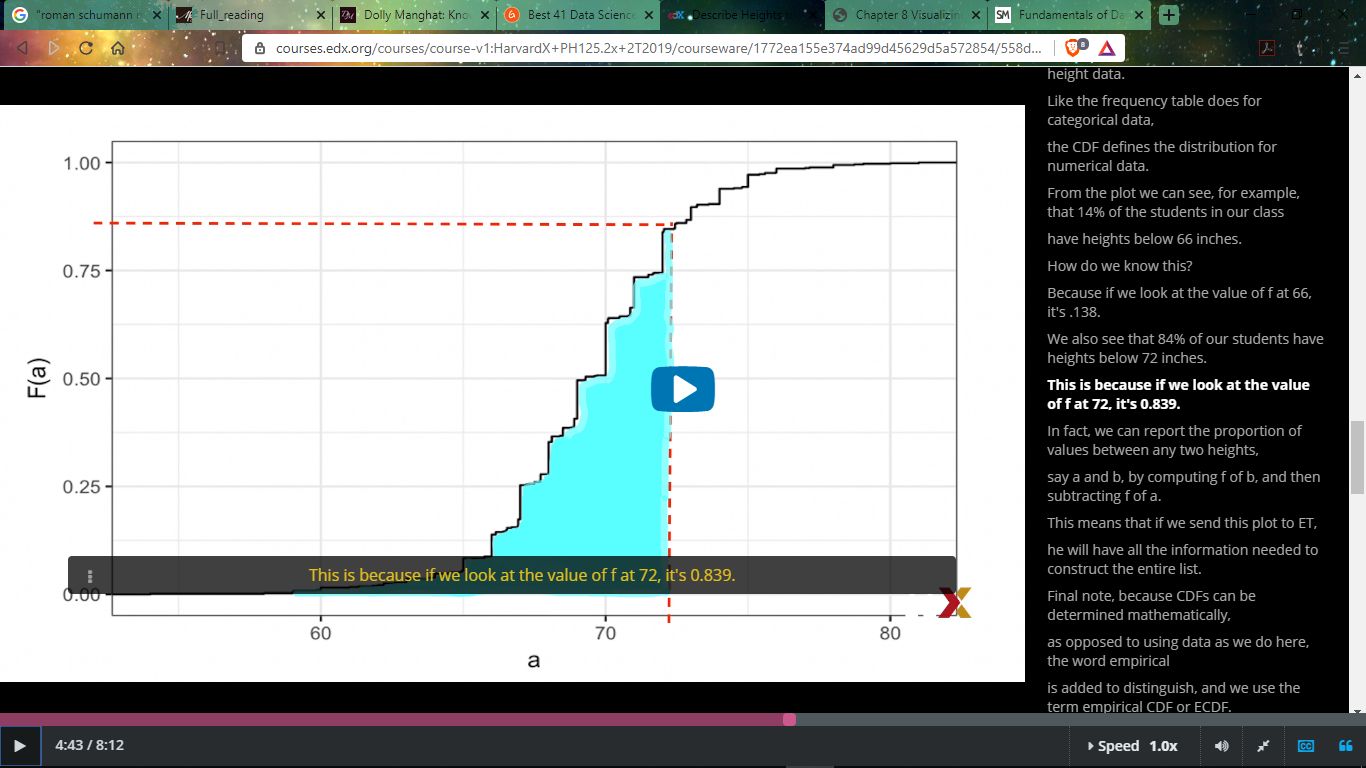 "roman schumann
Full_reading
Dolly Manghat: Kno
Best 41 Data Science
Describe Heights
Chapter 8 Visualizin
SM
Fundamentals of Da
courses.edx.org/courses/course-v1:HarvardX+PH125.2x+2T2019/courseware/1772ea155e374ad99d45629d5a572854/558d...
8
1.00
0.75
0.50
0.25
0.00
F(a)
60
70
80
a
This is because if we look at the value of f at 72, it's 0.839.
height data.
Like the frequency table does for
categorical data,
the CDF defines the distribution for
numerical data.
From the plot we can see, for example,
that 14% of the students in our class
have heights below 66 inches.
How do we know this?
Because if we look at the value of f at 66,
it's .138.
We also see that 84% of our students have
heights below 72 inches.
This is because if we look at the value
of f at 72, it's 0.839.
In fact, we can report the proportion of
values between any two heights,
say a and b, by computing f of b, and then
subtracting f of a.
This means that if we send this plot to ET,
he will have all the information needed to
construct the entire list.
Final note, because CDFs can be
determined mathematically,
as opposed to using data as we do here,
the word empirical
is added to distinguish, and we use the
term empirical CDF or ECDF.
4:43 / 8:12
Speed 1.0x
CC